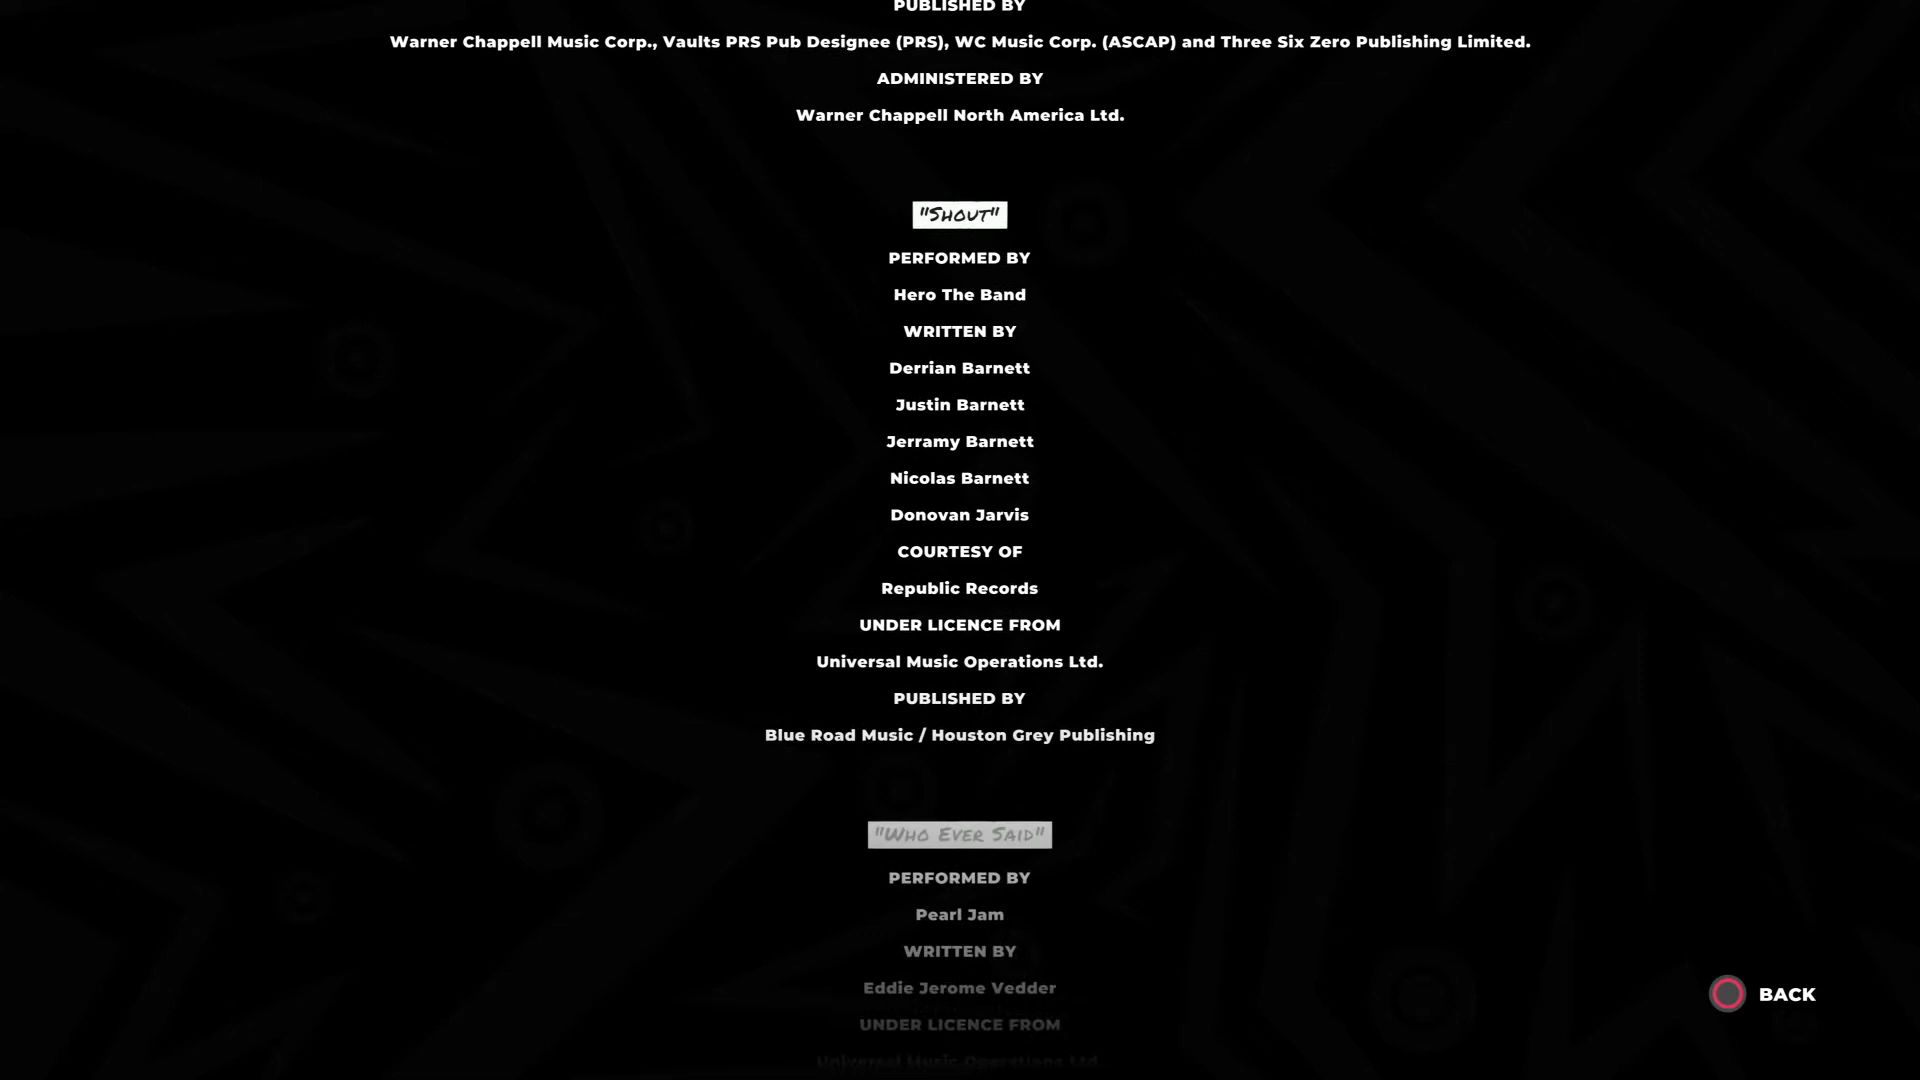 PUBLISHED BY
Warner Chappell Music Corp., Vaults PRS Pub Designee (PRS), WC Music Corp. (ASCAP) and Three Six Zero Publishing Limited.
ADMINISTERED BY
Warner Chappell North America Ltd.
"Shout"
PERFORMED BY
Hero The Band
WRITTEN BY
Derrian Barnett
Justin Barnett
Jerramy Barnett
Nicolas Barnett
Donovan Jarvis
COURTESY OF
Republic Records
UNDER LICENCE FROM
Universal Music Operations Ltd.
PUBLISHED BY
Blue Road Music / Houston Grey Publishing
"Who Ever Said"
PERFORMED BY
Pearl Jam
WRITTEN BY
Eddie Jerome Vedder
UNDER LICENCE FROM
Universal Music Operations Ltd.
BACK